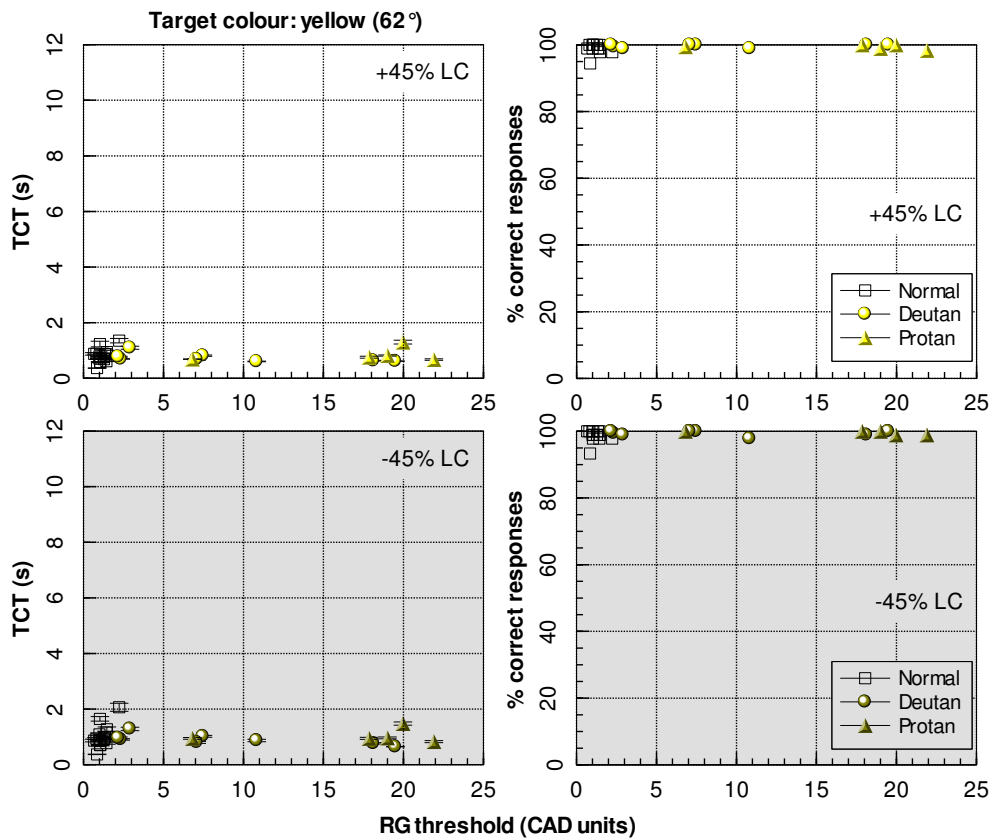 Target colour: yellow (62°)
12
10
8
6
4
2
0
TCT (s)
+45% LC
0 5 10 15 20 25
100
80
60
40
20
0
% correct responses
+45% LC
Normal
Deutan
Protan
0 5 10 15 20 25
12
10
8
6
4
2
0
TCT (s)
-45% LC
0 5 10 15 20 25
100
80
60
40
20
0
% correct responses
-45% LC
Normal
Deutan
Protan
0 5 10 15 20 25
RG threshold (CAD units)